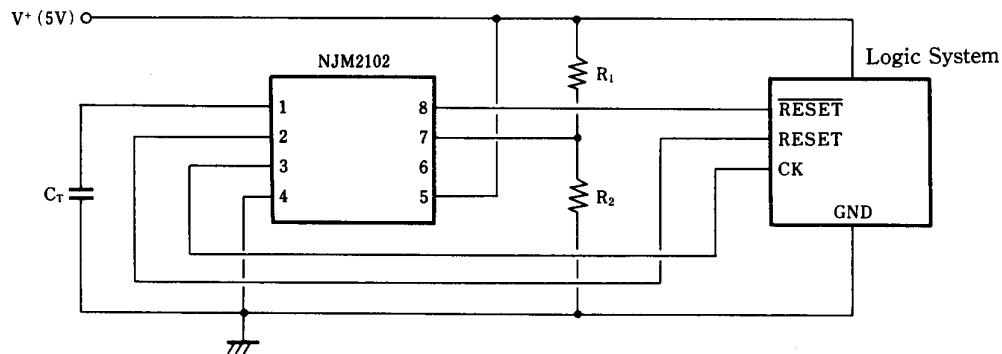 V⁺ (5V)
NJM2102
Logic System
1
2
3
4
8
7
6
5
R₁
R₂
C_T
RESET
RESET
CK
GND